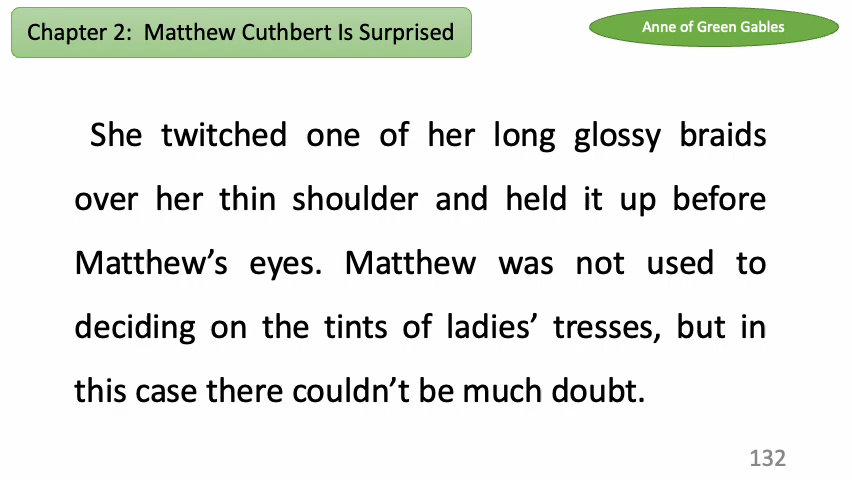 Chapter 2:  Matthew Cuthbert Is Surprised
Anne of Green Gables
She twitched one of her long glossy braids
over her thin shoulder and held it up before
Matthew’s eyes. Matthew was not used to
deciding on the tints of ladies’ tresses, but in
this case there couldn’t be much doubt.
132